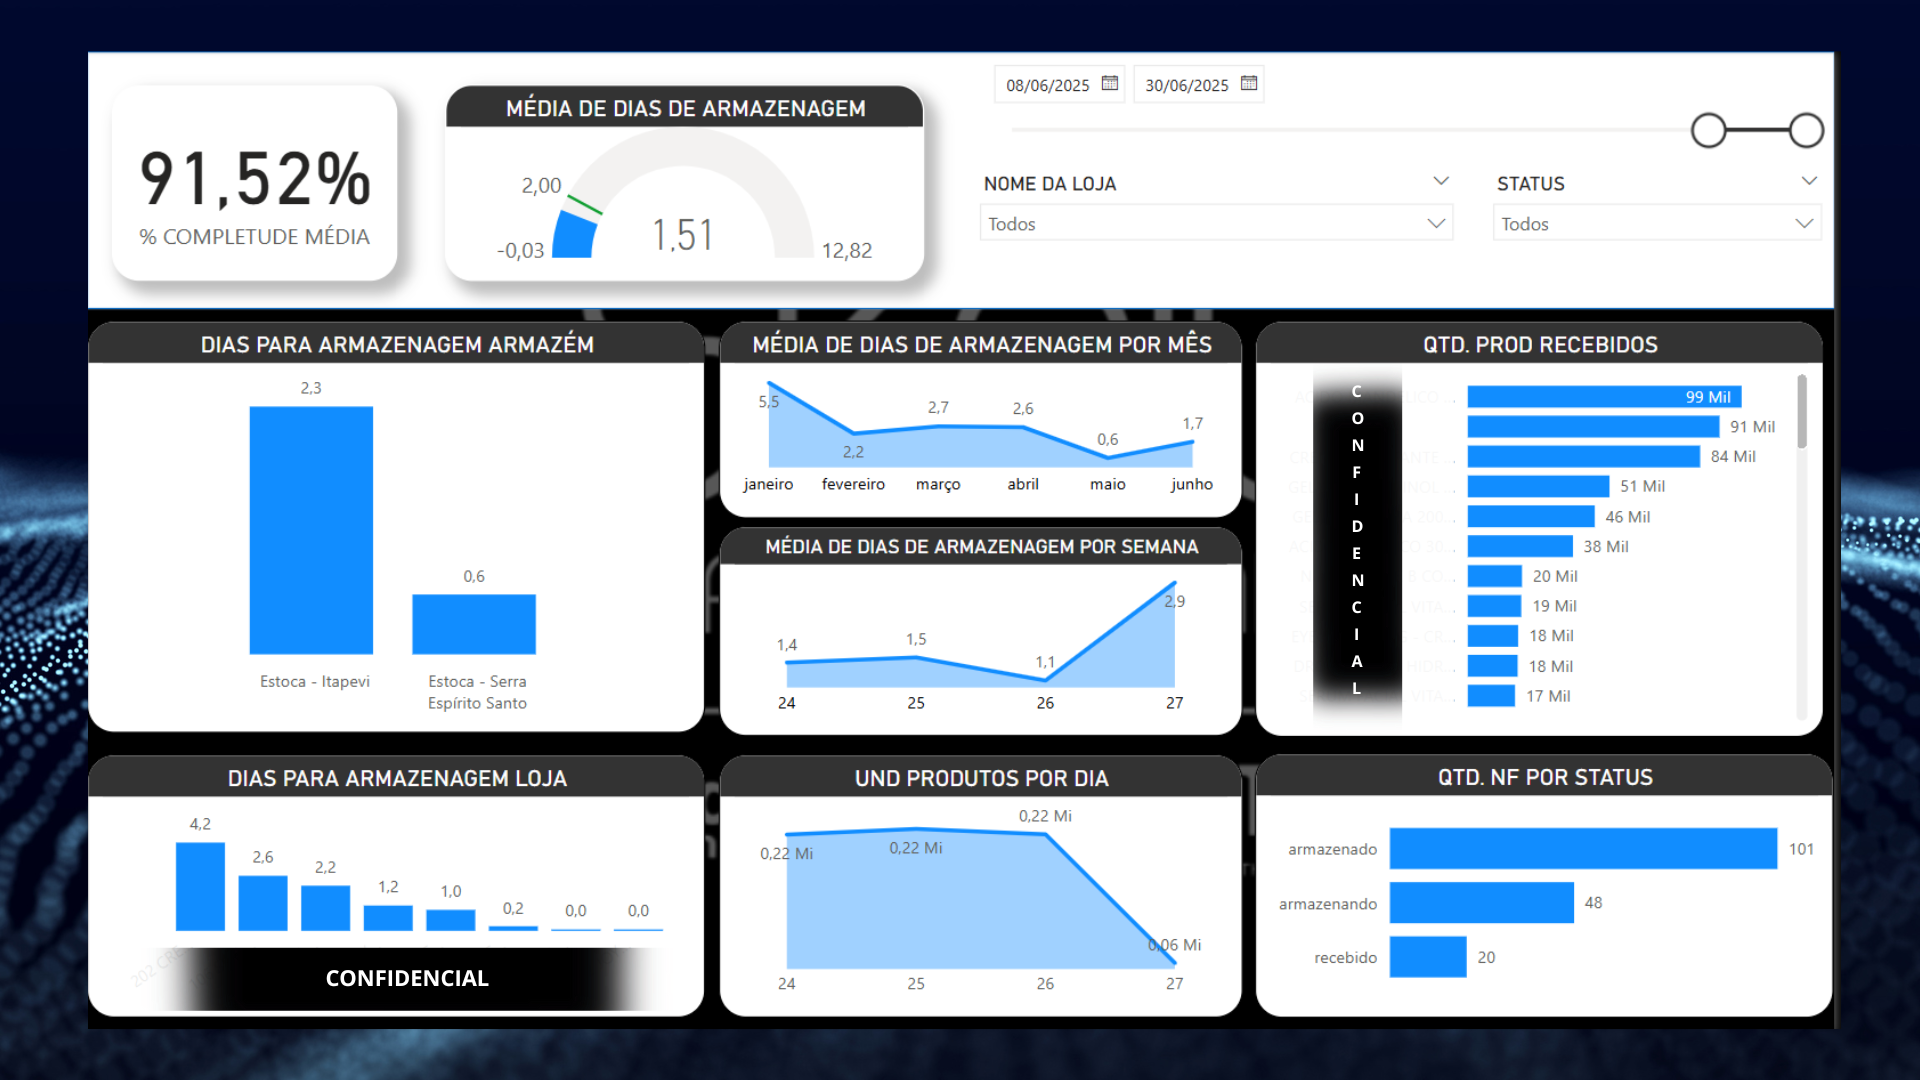 08/06/2025 30/06/2025
91,52%
% COMPLETUDE MÉDIA
MÉDIA DE DIAS DE ARMAZENAGEM
2,00
-0,03
1,51
12,82
NOME DA LOJA
Todos
STATUS
Todos
DIAS PARA ARMAZENAGEM ARMAZÉM
2,3
0,6
Estoca - Itapevi
Estoca - Serra
Espírito Santo
MÉDIA DE DIAS DE ARMAZENAGEM POR MÊS
5,5
2,2
2,7
2,6
0,6
1,7
janeiro fevereiro março abril maio junho
MÉDIA DE DIAS DE ARMAZENAGEM POR SEMANA
1,4
1,5
1,1
2,9
24 25 26 27
QTD. PROD RECEBIDOS
CONFIDENCIAL
99 Mil
91 Mil
84 Mil
51 Mil
46 Mil
38 Mil
20 Mil
19 Mil
18 Mil
18 Mil
17 Mil
DIAS PARA ARMAZENAGEM LOJA
4,2
2,6
2,2
1,2
1,0
0,2
0,0
0,0
CONFIDENCIAL
UND PRODUTOS POR DIA
0,22 Mi
0,22 Mi
0,22 Mi
0,06 Mi
24 25 26 27
QTD. NF POR STATUS
armazenado 101
armazenando 48
recebido 20